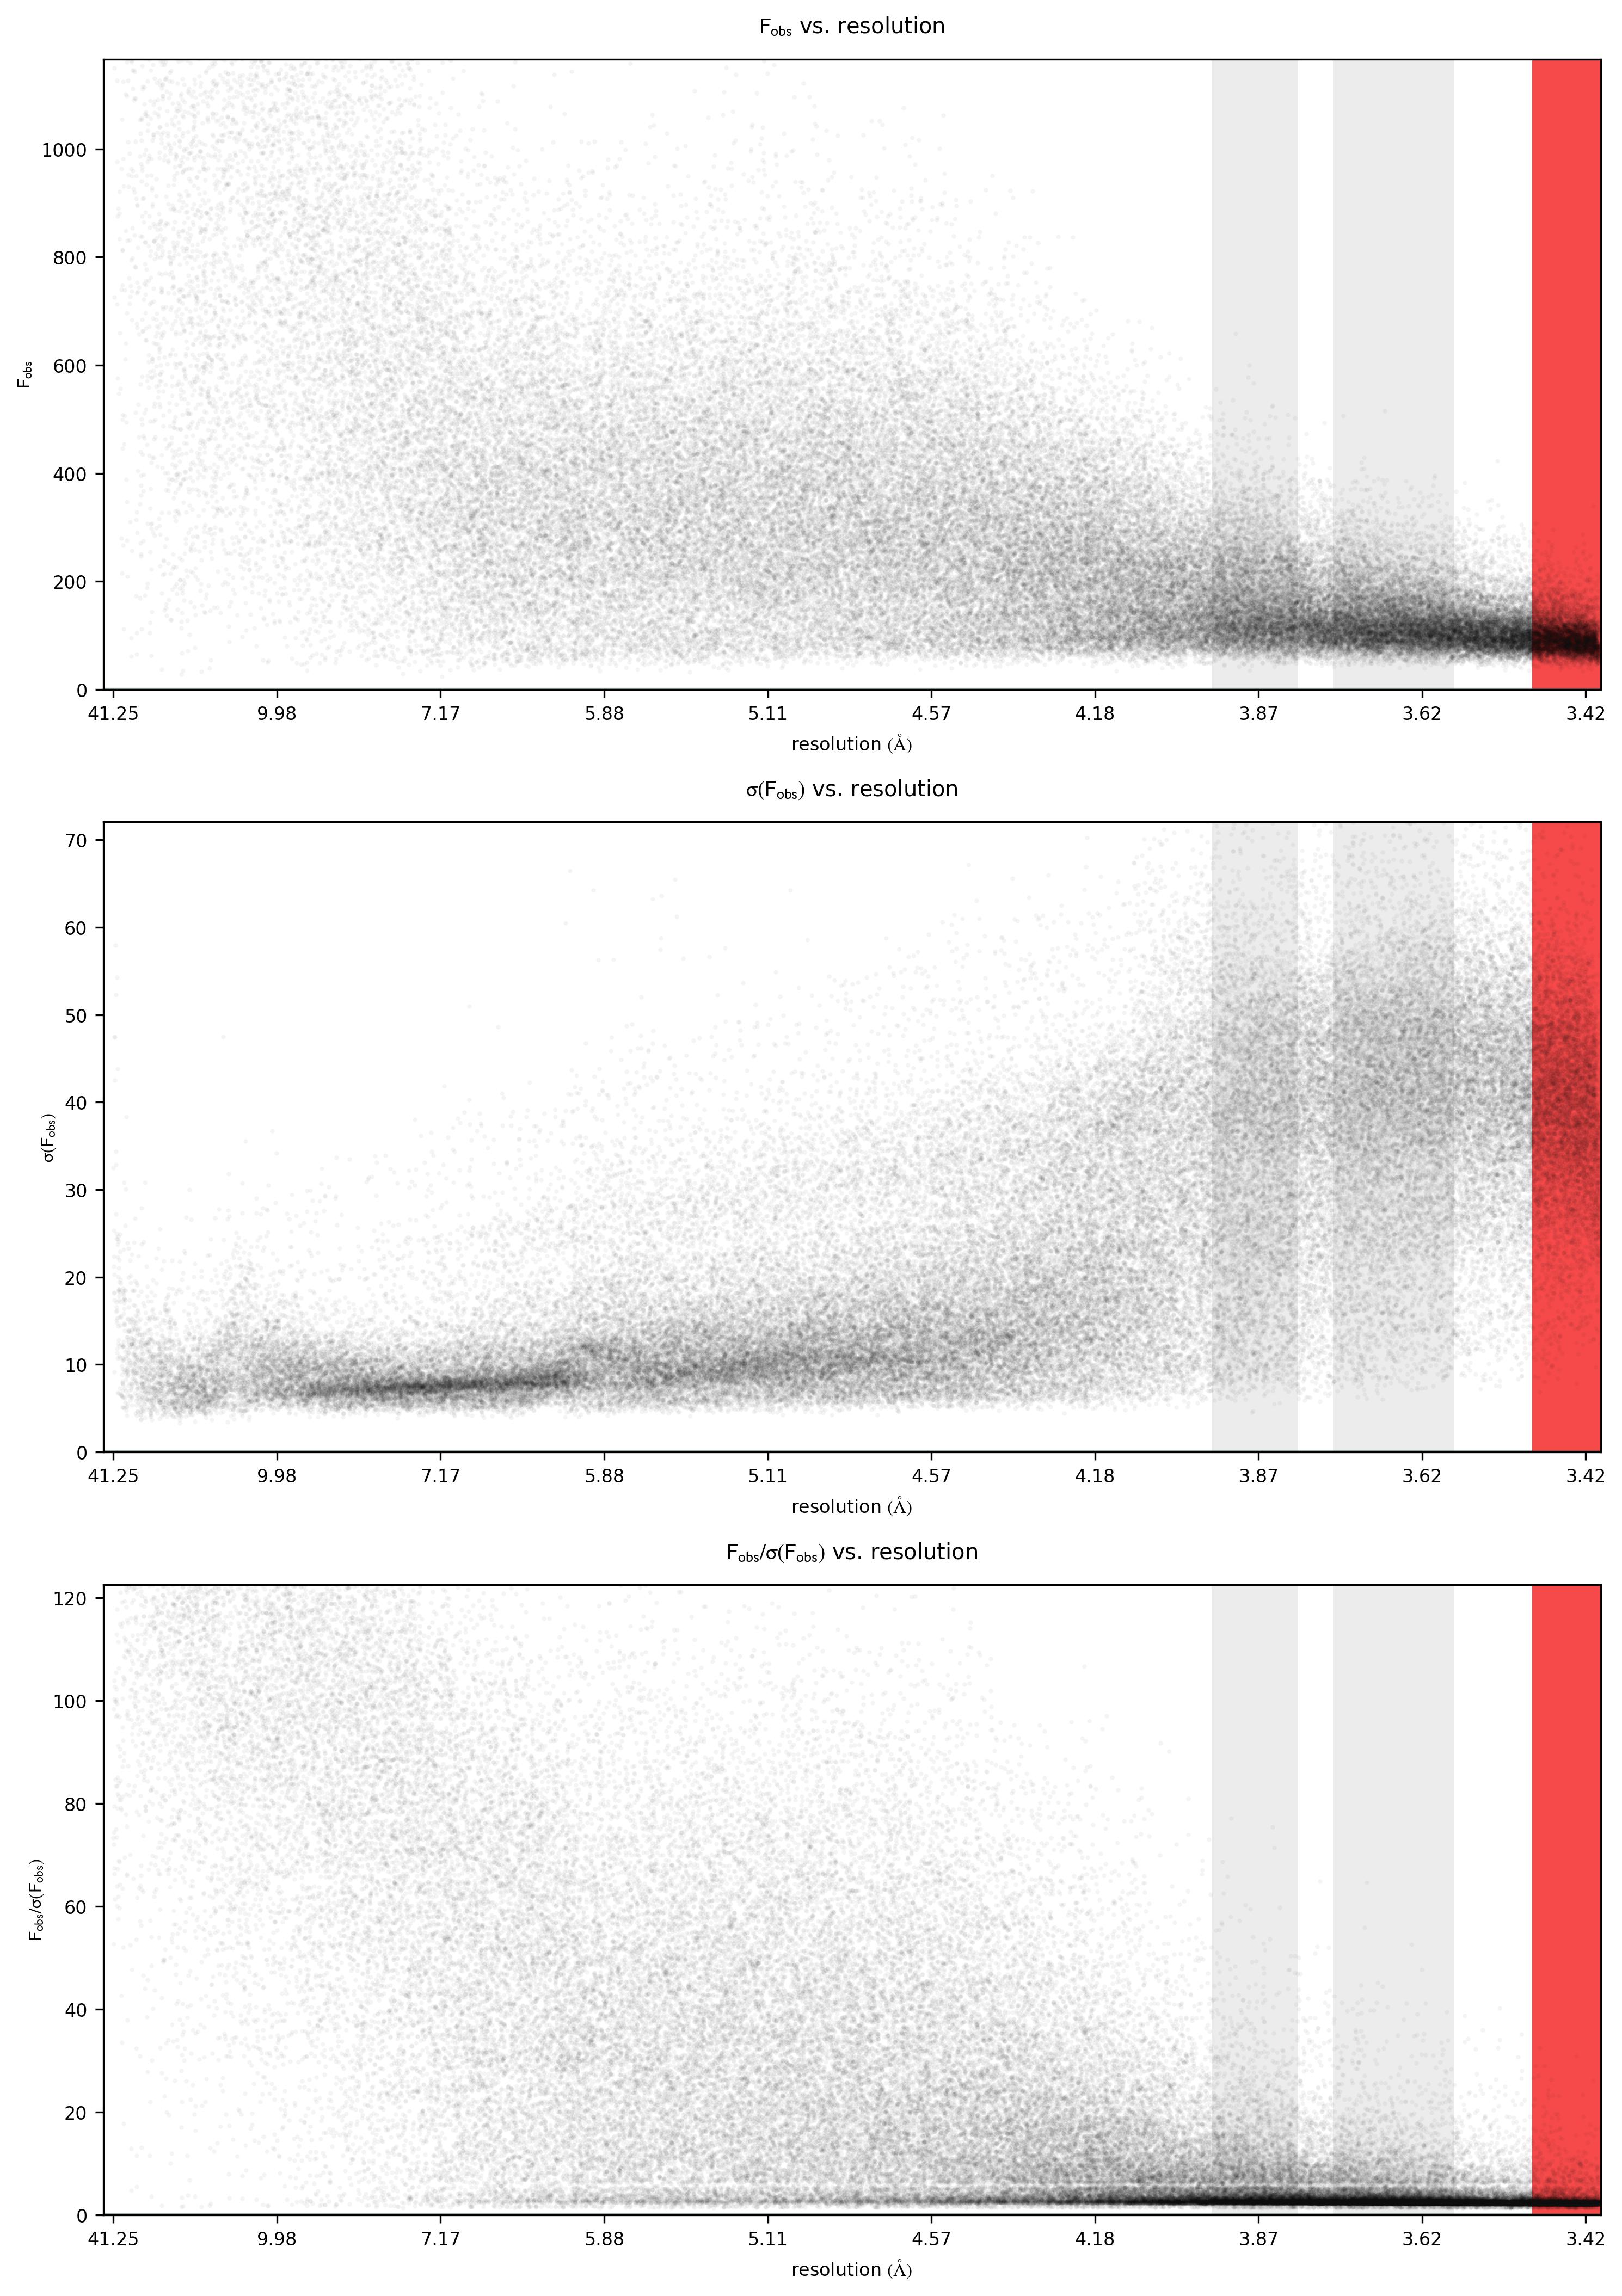 Fobs vs. resolution
1000
800
600
400
200
0
Fobs
41.25 9.98 7.17 5.88 5.11 4.57 4.18 3.87 3.62 3.42
resolution (Å)
σ(Fobs) vs. resolution
70
60
50
40
30
20
10
0
σ(Fobs)
41.25 9.98 7.17 5.88 5.11 4.57 4.18 3.87 3.62 3.42
resolution (Å)
Fobs/σ(Fobs) vs. resolution
120
100
80
60
40
20
0
Fobs/σ(Fobs)
41.25 9.98 7.17 5.88 5.11 4.57 4.18 3.87 3.62 3.42
resolution (Å)